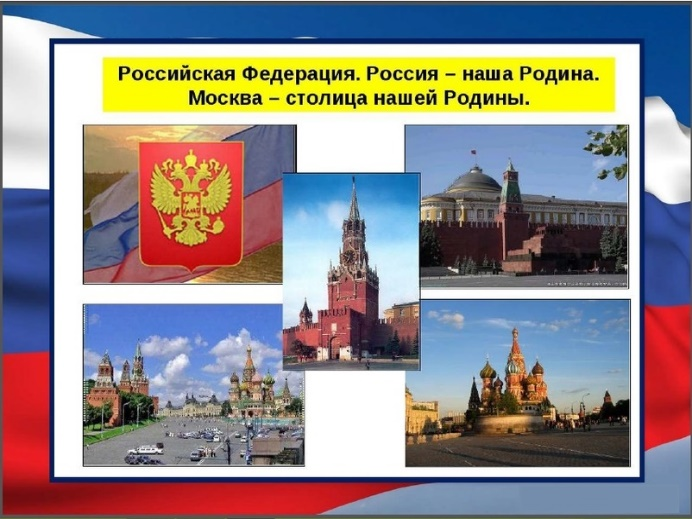 Российская Федерация. Россия – наша Родина.
Москва – столица нашей Родины.